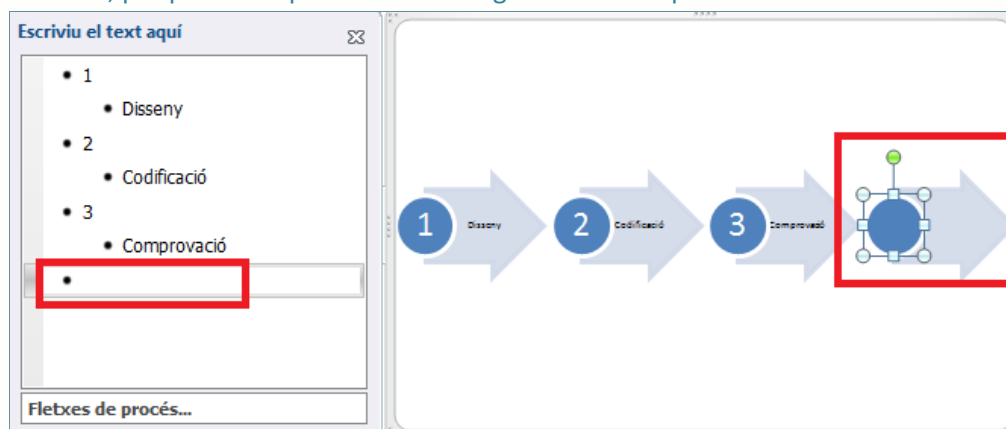 Escriviu el text aquí
• 1
• Disseny
• 2
• Codificació
• 3
• Comprovació
•
Fletxes de procés...
1 Disseny 2 Codificació 3 Comprovació